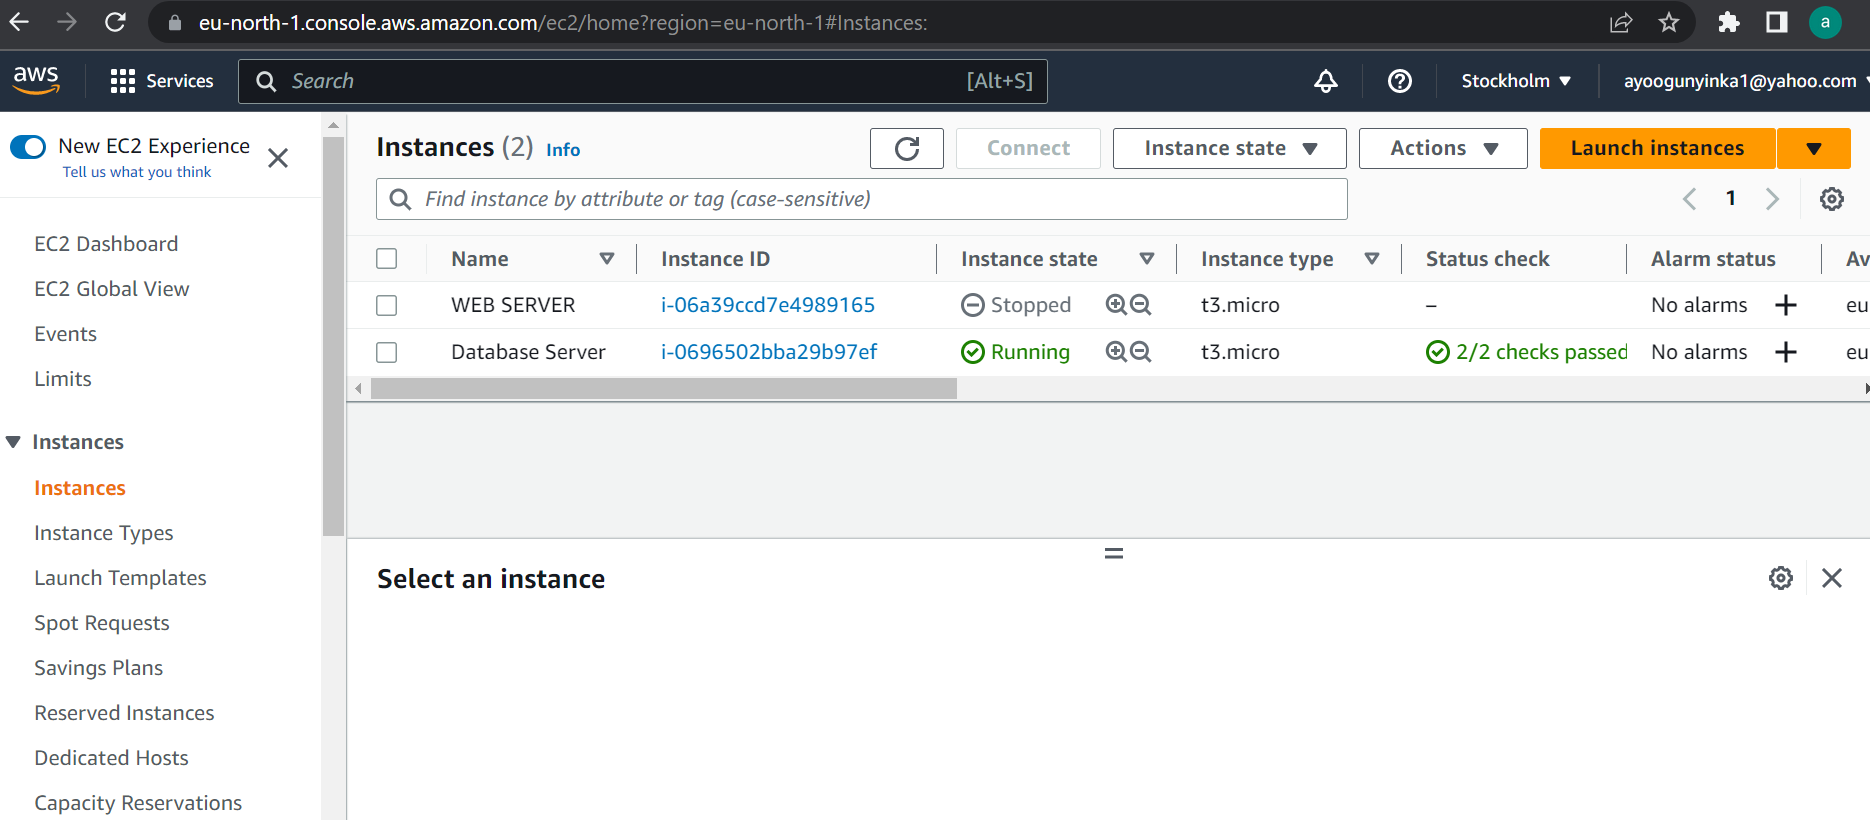 eu-north-1.console.aws.amazon.com/ec2/home?region=eu-north-1#Instances:
a
aws
Services
Search
[Alt+S]
Stockholm
ayoogunyinka1@yahoo.com
New EC2 Experience
Tell us what you think
EC2 Dashboard
EC2 Global View
Events
Limits
Instances
Instances
Instance Types
Launch Templates
Spot Requests
Savings Plans
Reserved Instances
Dedicated Hosts
Capacity Reservations
Instances (2) Info
Connect
Instance state
Actions
Launch instances
Find instance by attribute or tag (case-sensitive)
1
Name Instance ID Instance state Instance type Status check Alarm status Av
WEB SERVER i-06a39ccd7e4989165 Stopped t3.micro – No alarms + eu
Database Server i-0696502bba29b97ef Running t3.micro 2/2 checks passed No alarms + eu
Select an instance